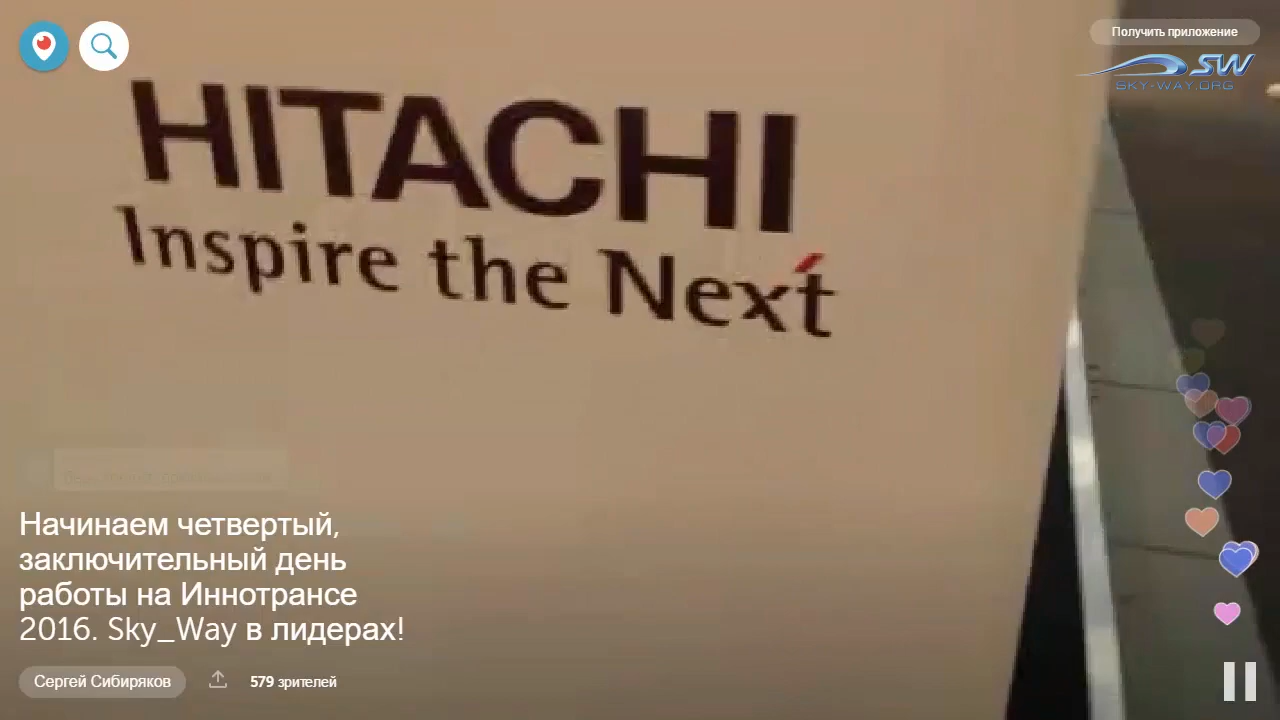 Получить приложение
SW
SKY-WAY.ORG
HITACHI
Inspire the Next
Начинаем четвертый,
заключительный день
работы на Иннотрансе
2016. Sky_Way в лидерах!
Сергей Сибиряков
579 зрителей